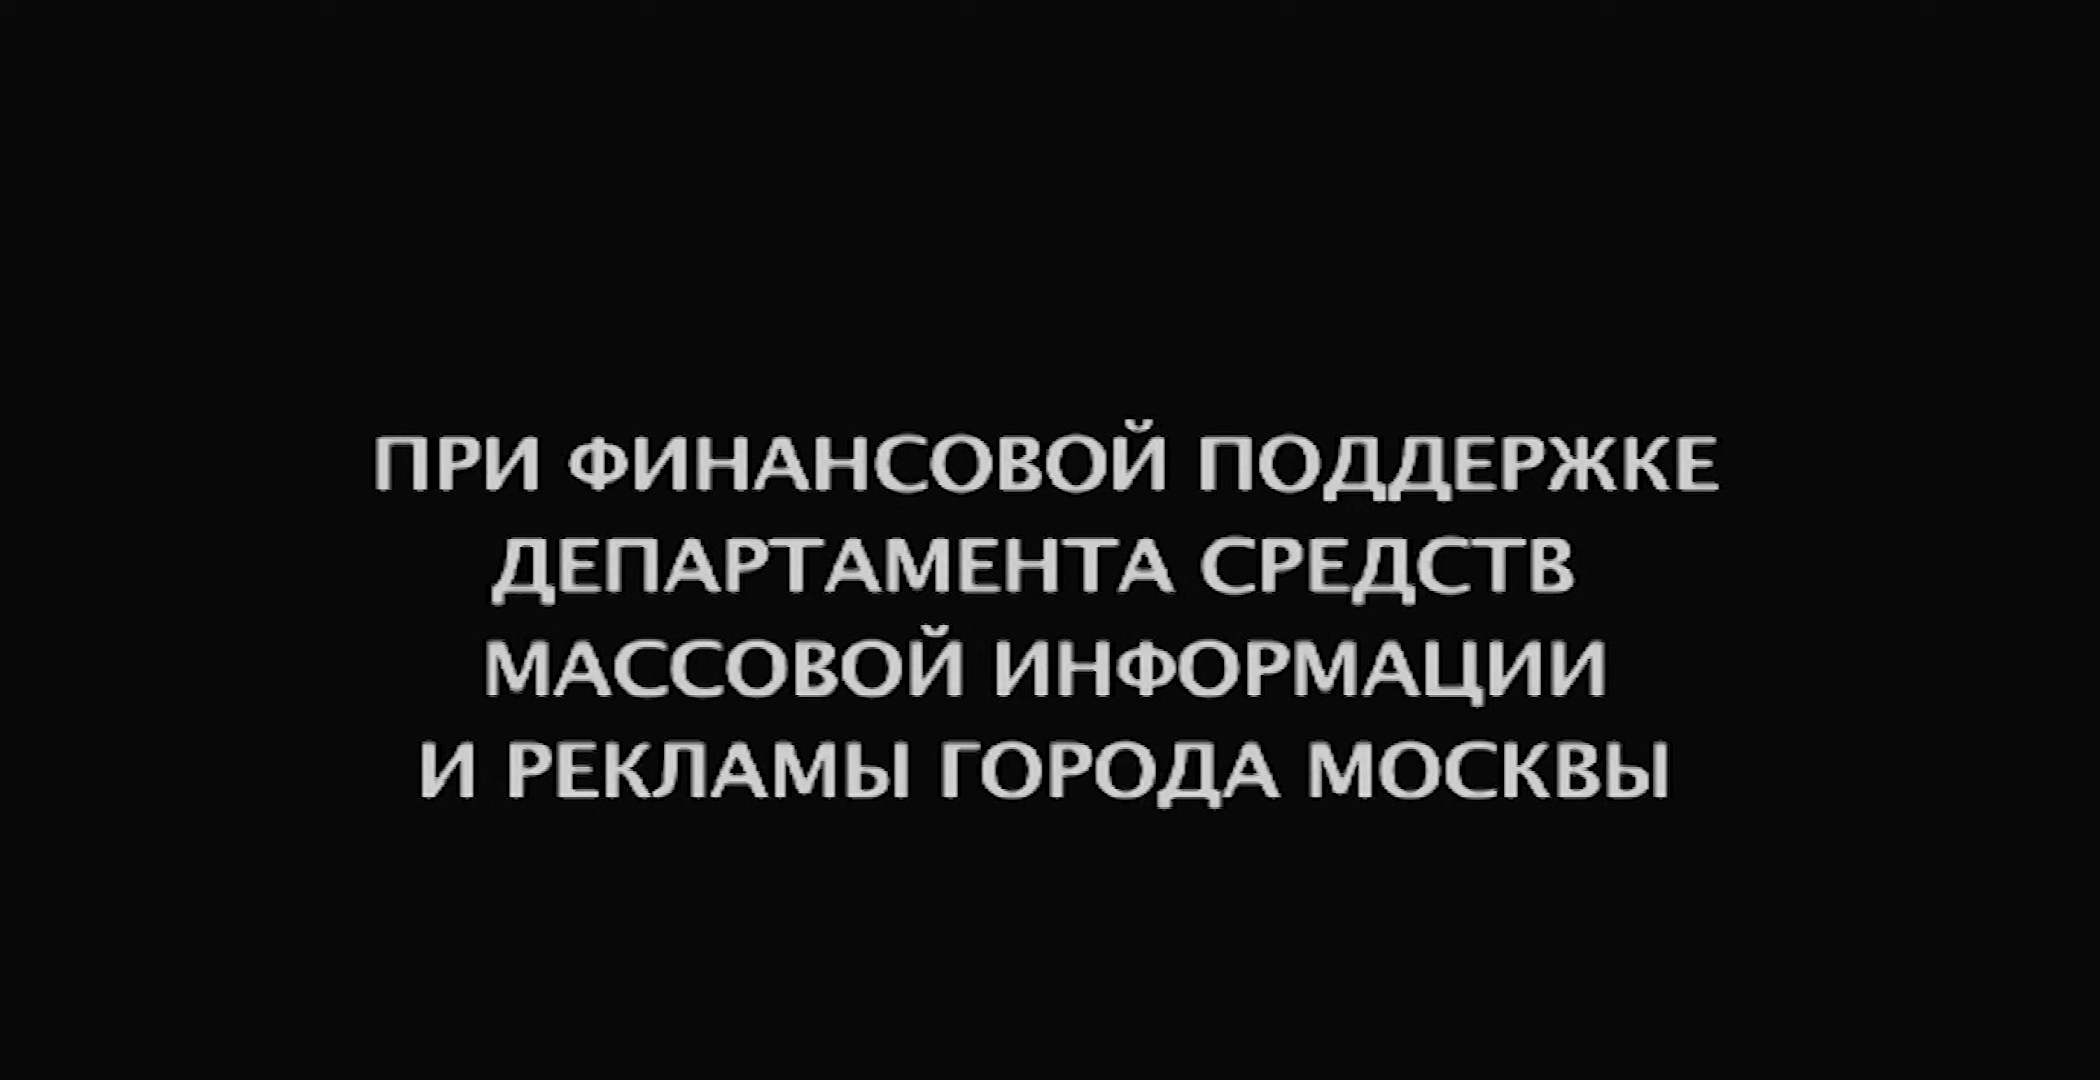 ПРИ ФИНАНСОВОЙ ПОДДЕРЖКЕ
ДЕПАРТАМЕНТА СРЕДСТВ
МАССОВОЙ ИНФОРМАЦИИ
И РЕКЛАМЫ ГОРОДА МОСКВЫ